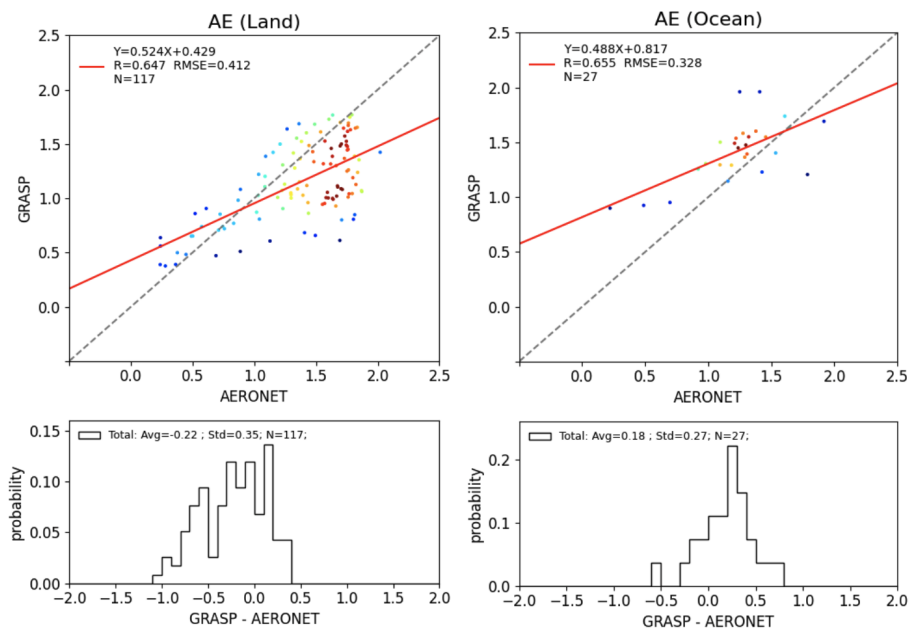 AE (Land)
Y=0.524X+0.429
R=0.647 RMSE=0.412
N=117
2.5
2.0
1.5
1.0
0.5
0.0
GRASP
0.0 0.5 1.0 1.5 2.0 2.5
AERONET
AE (Ocean)
Y=0.488X+0.817
R=0.655 RMSE=0.328
N=27
2.5
2.0
1.5
1.0
0.5
0.0
GRASP
0.0 0.5 1.0 1.5 2.0 2.5
AERONET
Total: Avg=-0.22 ; Std=0.35; N=117;
0.15
0.10
0.05
0.00
probability
−2.0 −1.5 −1.0 −0.5 0.0 0.5 1.0 1.5 2.0
GRASP - AERONET
Total: Avg=0.18 ; Std=0.27; N=27;
0.2
0.1
0.0
probability
−2.0 −1.5 −1.0 −0.5 0.0 0.5 1.0 1.5 2.0
GRASP - AERONET